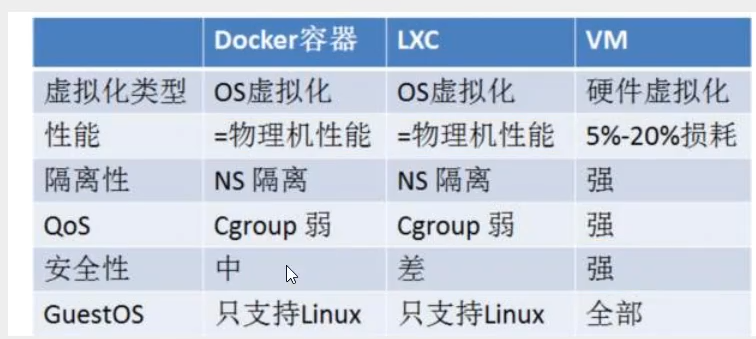 Docker容器 LXC VM
虚拟化类型 OS虚拟化 OS虚拟化 硬件虚拟化
性能 =物理机性能 =物理机性能 5%-20%损耗
隔离性 NS 隔离 NS 隔离 强
QoS Cgroup 弱 Cgroup 弱 强
安全性 中 差 强
GuestOS 只支持Linux 只支持Linux 全部